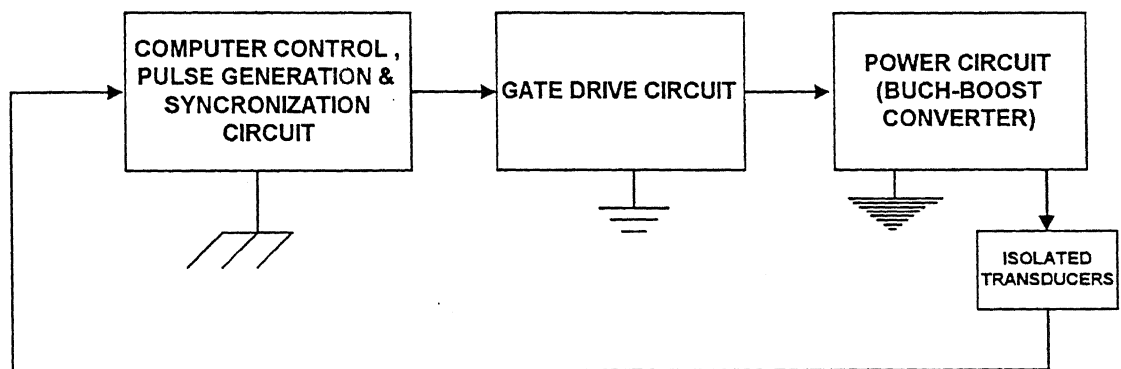 COMPUTER CONTROL ,
PULSE GENERATION &
SYNCRONIZATION
CIRCUIT
GATE DRIVE CIRCUIT
POWER CIRCUIT
(BUCH-BOOST
CONVERTER)
ISOLATED
TRANSDUCERS